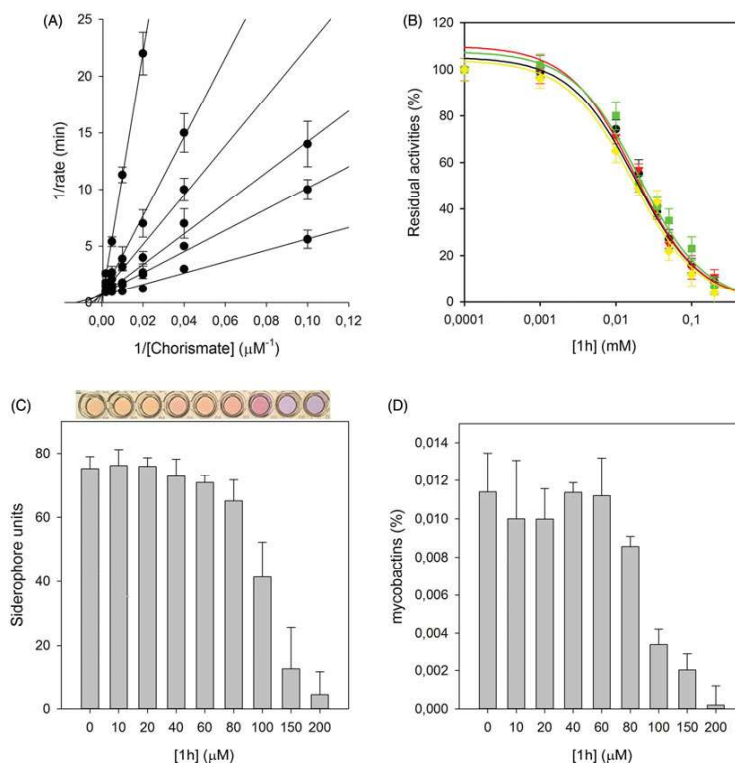 (A)
1/rate (min)
25
20
15
10
5
0
0,00 0,02 0,04 0,06 0,08 0,10 0,12
1/[Chorismate] (μM⁻¹)
(B)
Residual activities (%)
120
100
80
60
40
20
0
0,0001 0,001 0,01 0,1
[1h] (mM)
(C)
Siderophore units
80
60
40
20
0
0 10 20 40 60 80 100 150 200
[1h] (μM)
(D)
mycobactins (%)
0,014
0,012
0,010
0,008
0,006
0,004
0,002
0,000
0 10 20 40 60 80 100 150 200
[1h] (μM)